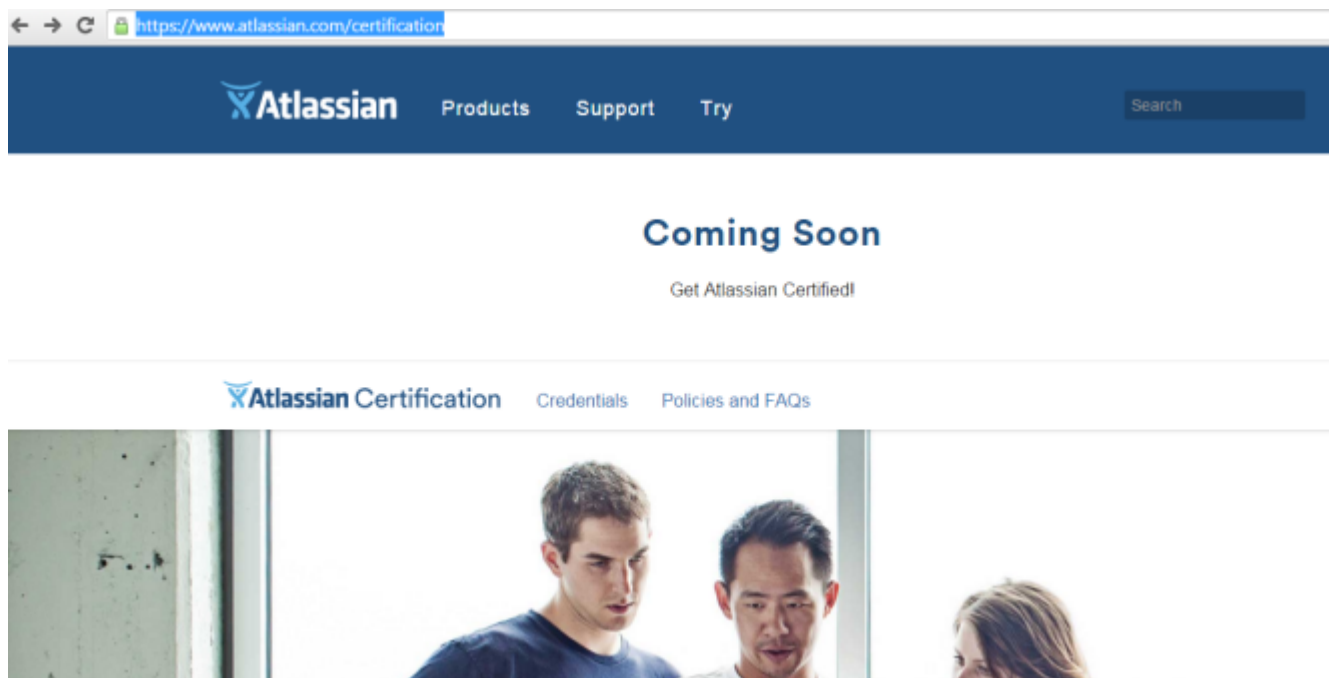 https://www.atlassian.com/certification
Atlassian Products Support Try Search
Coming Soon
Get Atlassian Certified!
Atlassian Certification Credentials Policies and FAQs